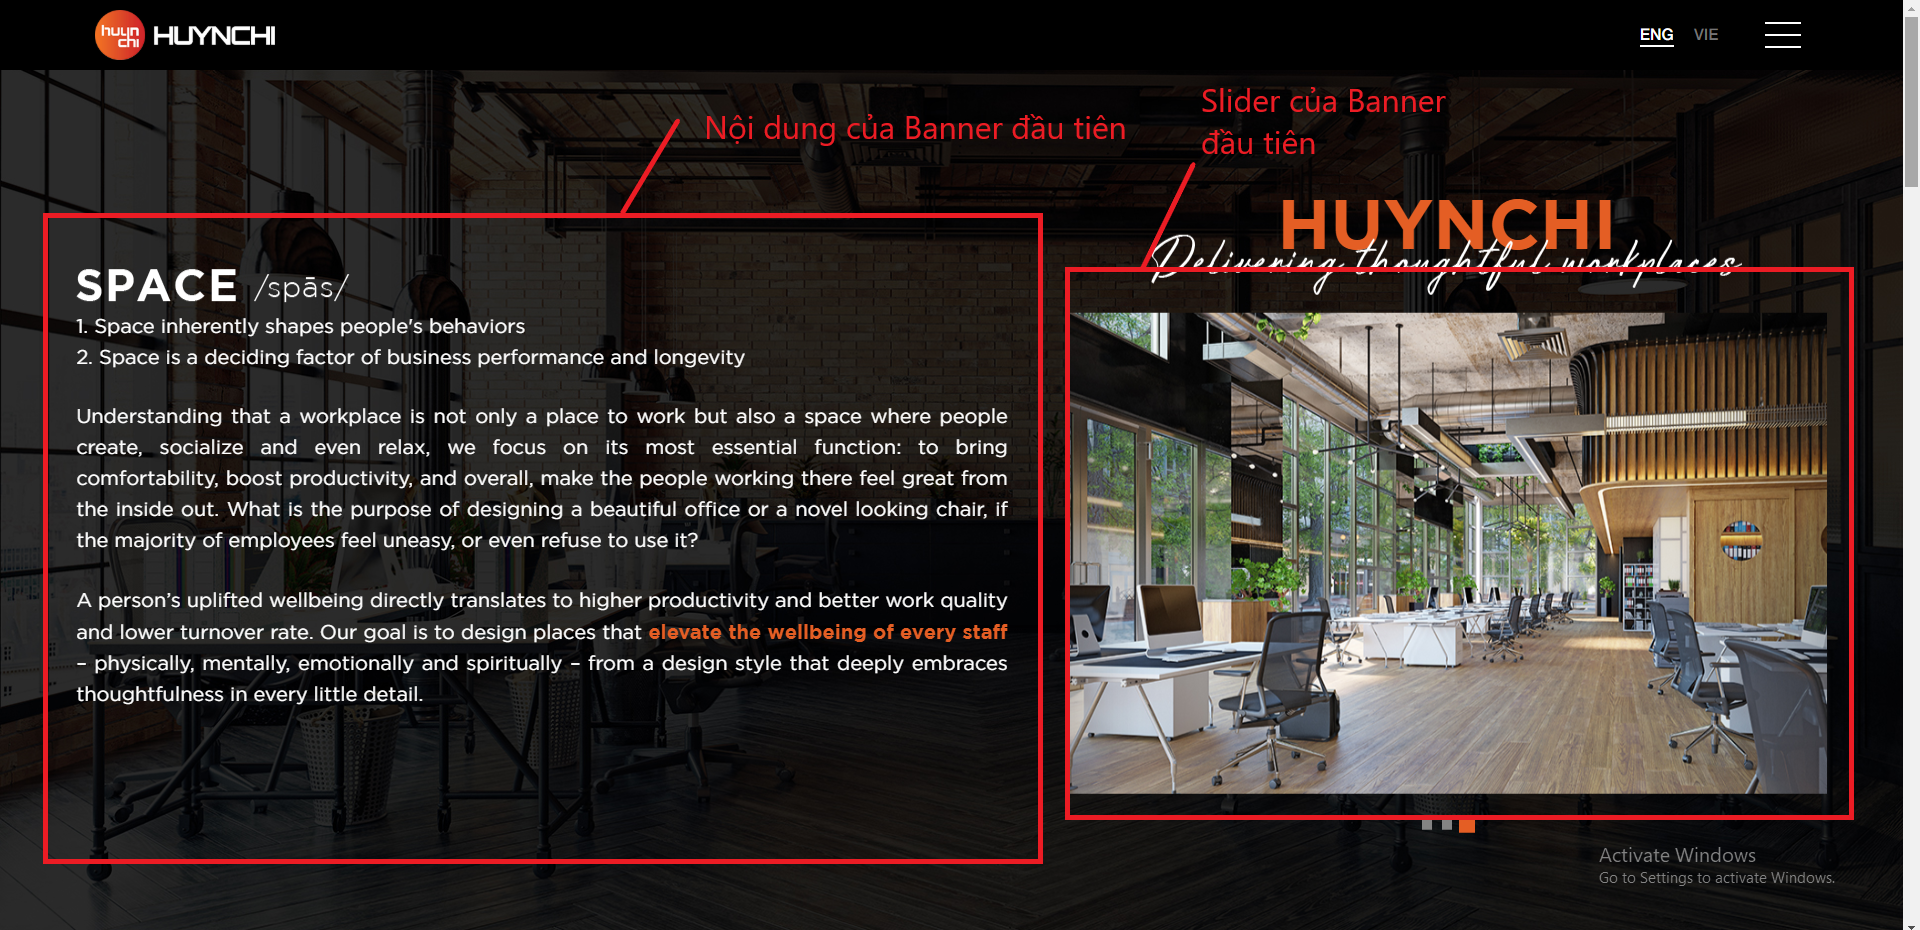 huyn
chi
HUYNCHI
ENG VIE
Nội dung của Banner đầu tiên
Slider của Banner
đầu tiên
SPACE /spās/
1. Space inherently shapes people's behaviors
2. Space is a deciding factor of business performance and longevity
Understanding that a workplace is not only a place to work but also a space where people
create, socialize and even relax, we focus on its most essential function: to bring
comfortability, boost productivity, and overall, make the people working there feel great from
the inside out. What is the purpose of designing a beautiful office or a novel looking chair, if
the majority of employees feel uneasy, or even refuse to use it?
A person’s uplifted wellbeing directly translates to higher productivity and better work quality
and lower turnover rate. Our goal is to design places that elevate the wellbeing of every staff
– physically, mentally, emotionally and spiritually – from a design style that deeply embraces
thoughtfulness in every little detail.
HUYNCHI
Delivering thoughtful workplaces
Activate Windows
Go to Settings to activate Windows.